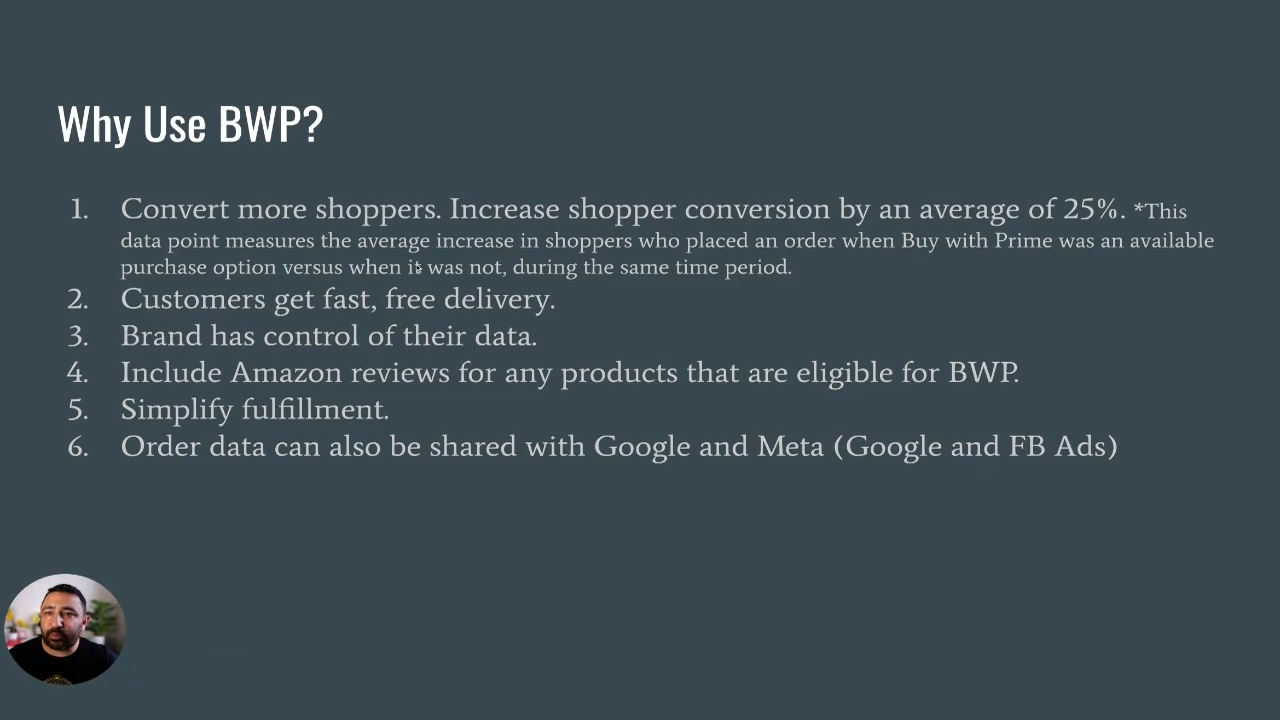 Why Use BWP?
1. Convert more shoppers. Increase shopper conversion by an average of 25%. *This
data point measures the average increase in shoppers who placed an order when Buy with Prime was an available
purchase option versus when it was not, during the same time period.
2. Customers get fast, free delivery.
3. Brand has control of their data.
4. Include Amazon reviews for any products that are eligible for BWP.
5. Simplify fulfillment.
6. Order data can also be shared with Google and Meta (Google and FB Ads)